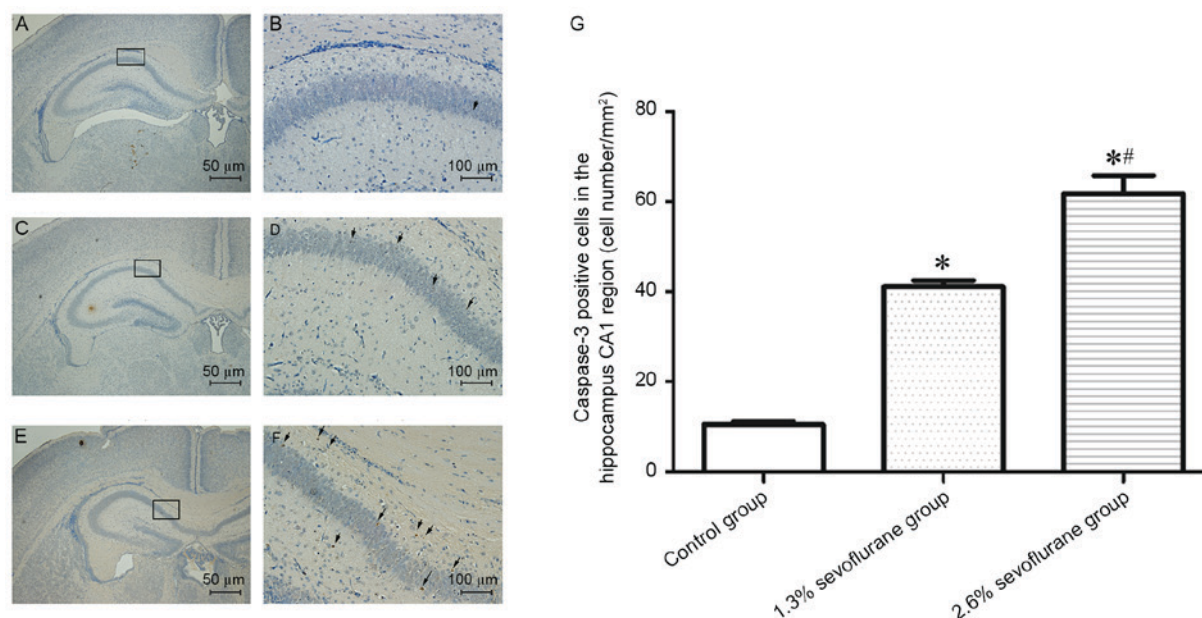 A
50 µm
B
100 µm
C
50 µm
D
100 µm
E
50 µm
F
100 µm
G
Caspase-3 positive cells in the
hippocampus CA1 region (cell number/mm²)
80
60
40
20
0
*
*#
Control group
1.3% sevoflurane group
2.6% sevoflurane group